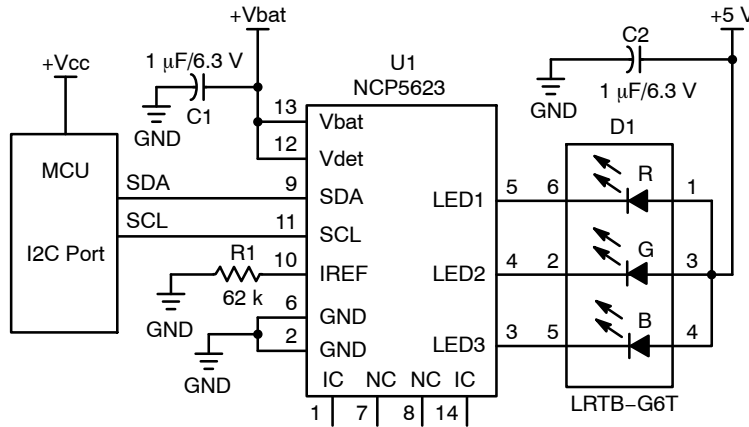 +Vbat
+5 V
C2
U1
1 μF/6.3 V
NCP5623
+Vcc
C1
GND
GND
1 μF/6.3 V
D1
13
Vbat
12
Vdet
MCU
SDA
9
SDA
LED1
5
6
R
1
SCL
11
SCL
I2C Port
R1
10
IREF
LED2
4
2
G
3
62 k
GND
6
GND
2
GND
LED3
3
5
B
4
GND
IC
NC
NC
IC
LRTB–G6T
1
7
8
14